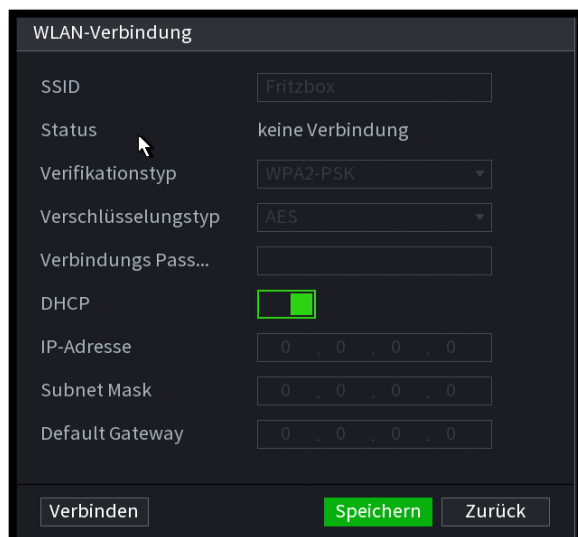 WLAN-Verbindung
SSID Fritzbox
Status keine Verbindung
Verifikationstyp WPA2-PSK
Verschlüsselungstyp AES
Verbindungs Pass...
DHCP
IP-Adresse 0 . 0 . 0 . 0
Subnet Mask 0 . 0 . 0 . 0
Default Gateway 0 . 0 . 0 . 0
Verbinden Speichern Zurück